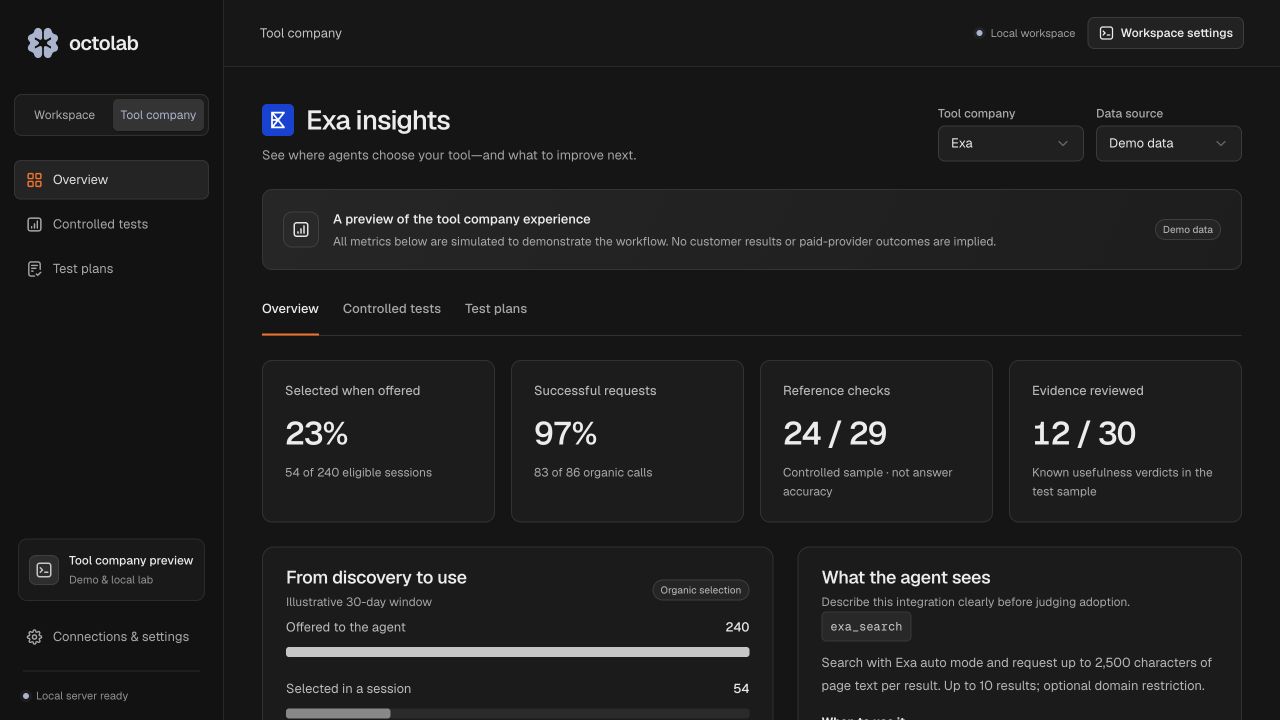 octolab
Workspace
Tool company
Overview
Controlled tests
Test plans
Tool company preview
Demo & local lab
Connections & settings
Local server ready
Tool company
Local workspace
Workspace settings
Exa insights
See where agents choose your tool—and what to improve next.
Tool company
Exa
Data source
Demo data
A preview of the tool company experience
All metrics below are simulated to demonstrate the workflow. No customer results or paid-provider outcomes are implied.
Demo data
Overview
Controlled tests
Test plans
Selected when offered
23%
54 of 240 eligible sessions
Successful requests
97%
83 of 86 organic calls
Reference checks
24 / 29
Controlled sample · not answer
accuracy
Evidence reviewed
12 / 30
Known usefulness verdicts in the
test sample
From discovery to use
Illustrative 30-day window
Organic selection
Offered to the agent
240
Selected in a session
54
What the agent sees
Describe this integration clearly before judging adoption.
exa_search
Search with Exa auto mode and request up to 2,500 characters of
page text per result. Up to 10 results; optional domain restriction.